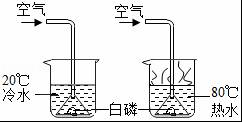 空气 空气
20℃ 冷水
白磷
80℃ 热水